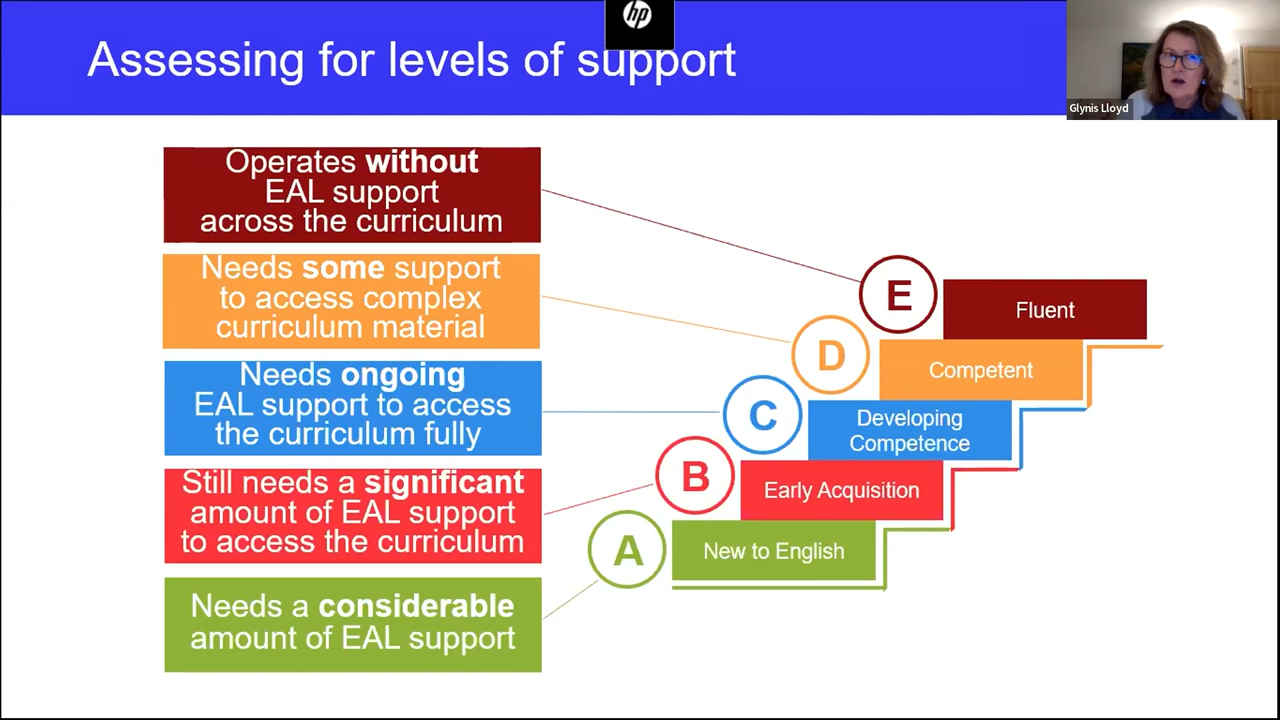 hp
Assessing for levels of support
Glynis Lloyd
Operates without
EAL support
across the curriculum
Needs some support
to access complex
curriculum material
Needs ongoing
EAL support to access
the curriculum fully
Still needs a significant
amount of EAL support
to access the curriculum
Needs a considerable
amount of EAL support
E
Fluent
D
Competent
C
Developing
Competence
B
Early Acquisition
A
New to English